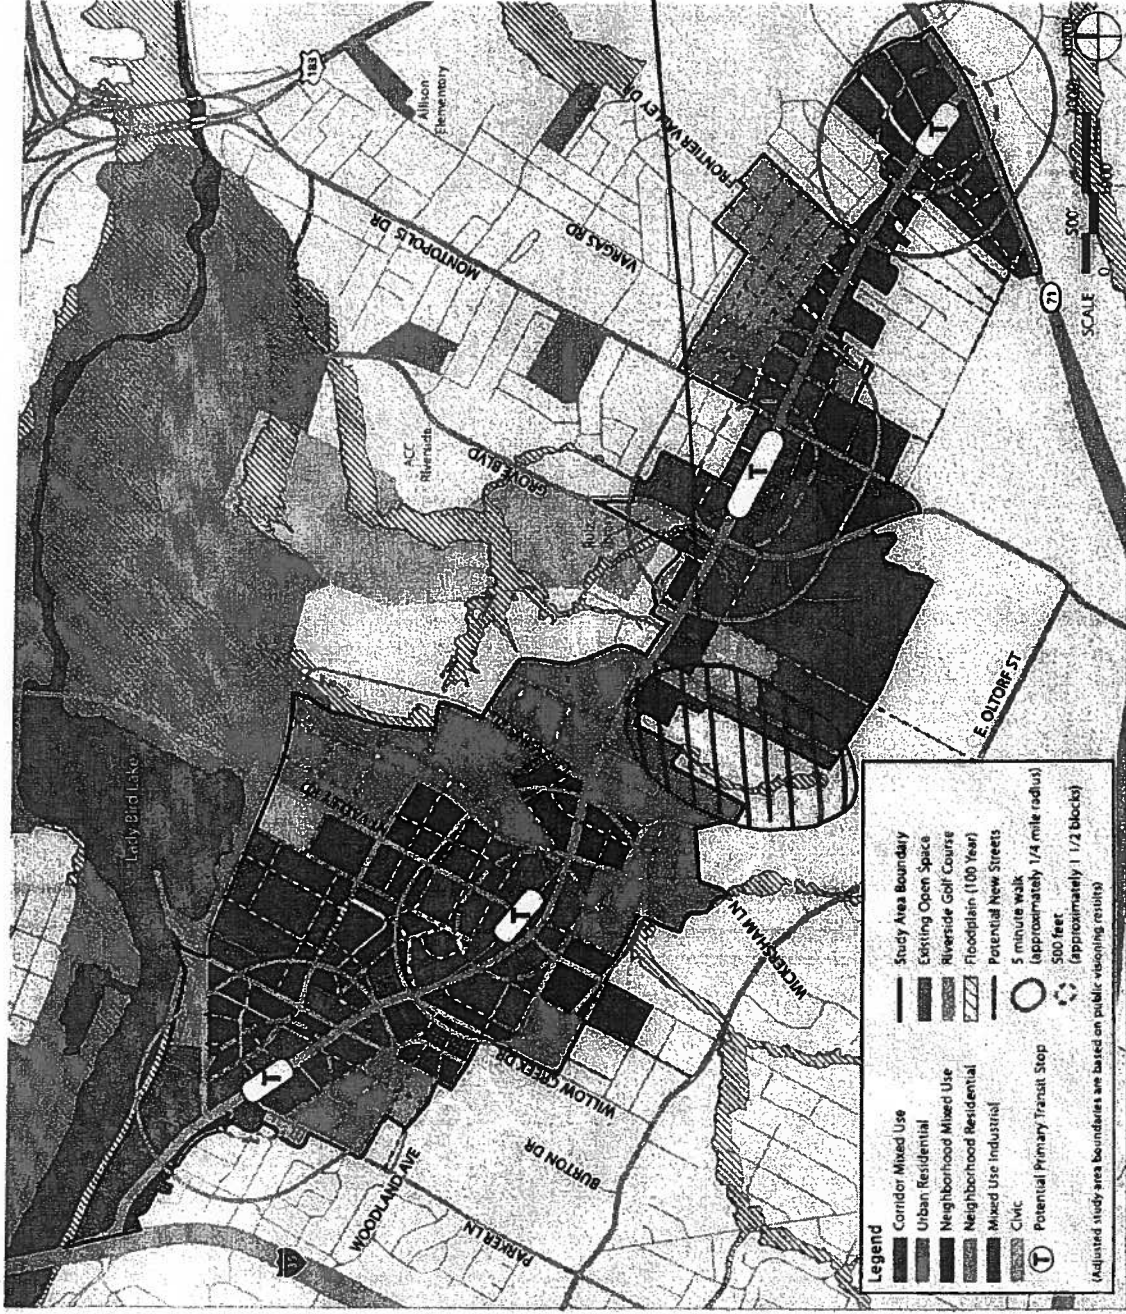 Lady Bird Lake
183
Allison
Elementary
MONTOPOLIS DR
VARGAS RD
FRONTIER VALLEY DR
ACC
Riverside
GROVE BLVD
WICKERSHAM LN
E. OLTORF ST
WILLOW CREEK DR
BURTON DR
WOODLAND AVE
PARKER LN
T
T
T
T
71
SCALE
0
500'
NORTH
Legend
Corridor Mixed Use
Urban Residential
Neighborhood Mixed Use
Neighborhood Residential
Mixed Use Industrial
Civic
T Potential Primary Transit Stop
Study Area Boundary
Existing Open Space
Riverside Golf Course
Floodplain (100 Year)
Potential New Streets
5 minute walk
(approximately 1/4 mile radius)
500 feet
(approximately 1 1/2 blocks)
(Adjusted study area boundaries are based on public visioning results)